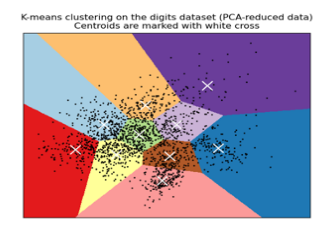 K-means clustering on the digits dataset (PCA-reduced data)
Centroids are marked with white cross